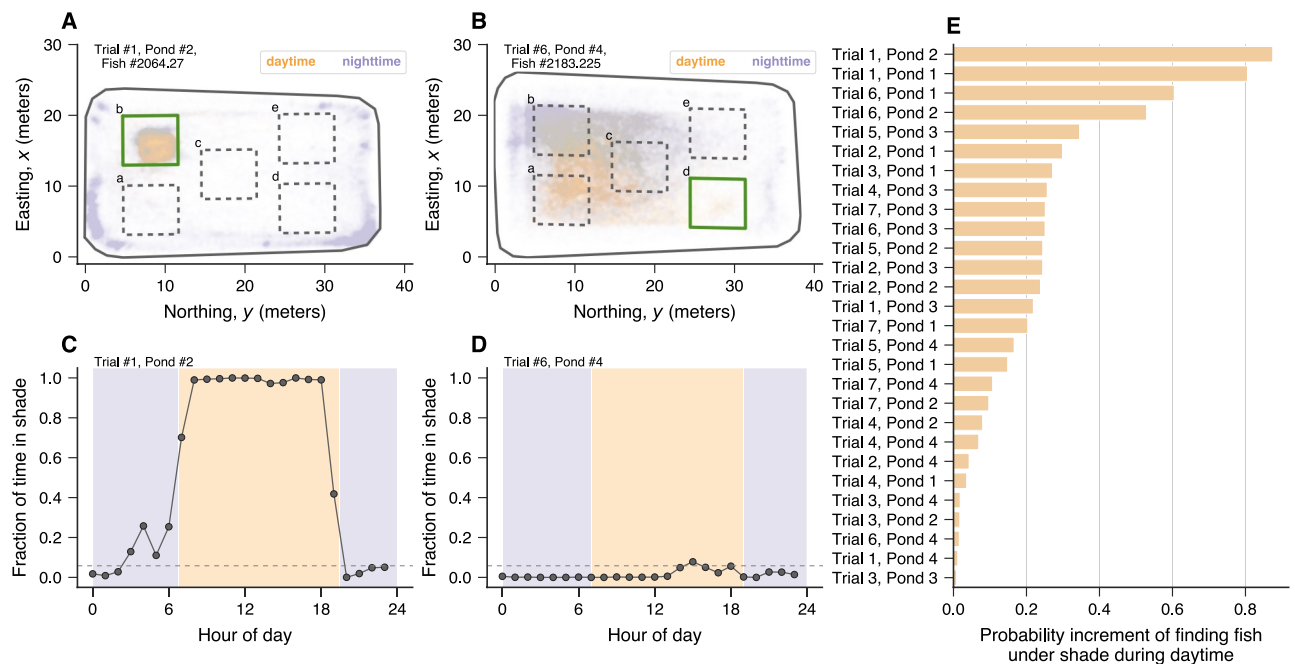 A
Trial #1, Pond #2,
Fish #2064.27
daytime nighttime
30
20
10
0
Easting, x (meters)
b
e
c
a
d
0 10 20 30 40
Northing, y (meters)
B
Trial #6, Pond #4,
Fish #2183.225
daytime nighttime
30
20
10
0
Easting, x (meters)
b
e
c
a
d
0 10 20 30 40
Northing, y (meters)
C
Trial #1, Pond #2
1.0
0.8
0.6
0.4
0.2
0.0
Fraction of time in shade
0 6 12 18 24
Hour of day
D
Trial #6, Pond #4
1.0
0.8
0.6
0.4
0.2
0.0
Fraction of time in shade
0 6 12 18 24
Hour of day
E
Trial 1, Pond 2
Trial 1, Pond 1
Trial 6, Pond 1
Trial 6, Pond 2
Trial 5, Pond 3
Trial 2, Pond 1
Trial 3, Pond 1
Trial 4, Pond 3
Trial 7, Pond 3
Trial 6, Pond 3
Trial 5, Pond 2
Trial 2, Pond 3
Trial 2, Pond 2
Trial 1, Pond 3
Trial 7, Pond 1
Trial 5, Pond 4
Trial 5, Pond 1
Trial 7, Pond 4
Trial 7, Pond 2
Trial 4, Pond 2
Trial 4, Pond 4
Trial 2, Pond 4
Trial 4, Pond 1
Trial 3, Pond 4
Trial 3, Pond 2
Trial 6, Pond 4
Trial 1, Pond 4
Trial 3, Pond 3
0.0 0.2 0.4 0.6 0.8
Probability increment of finding fish
under shade during daytime